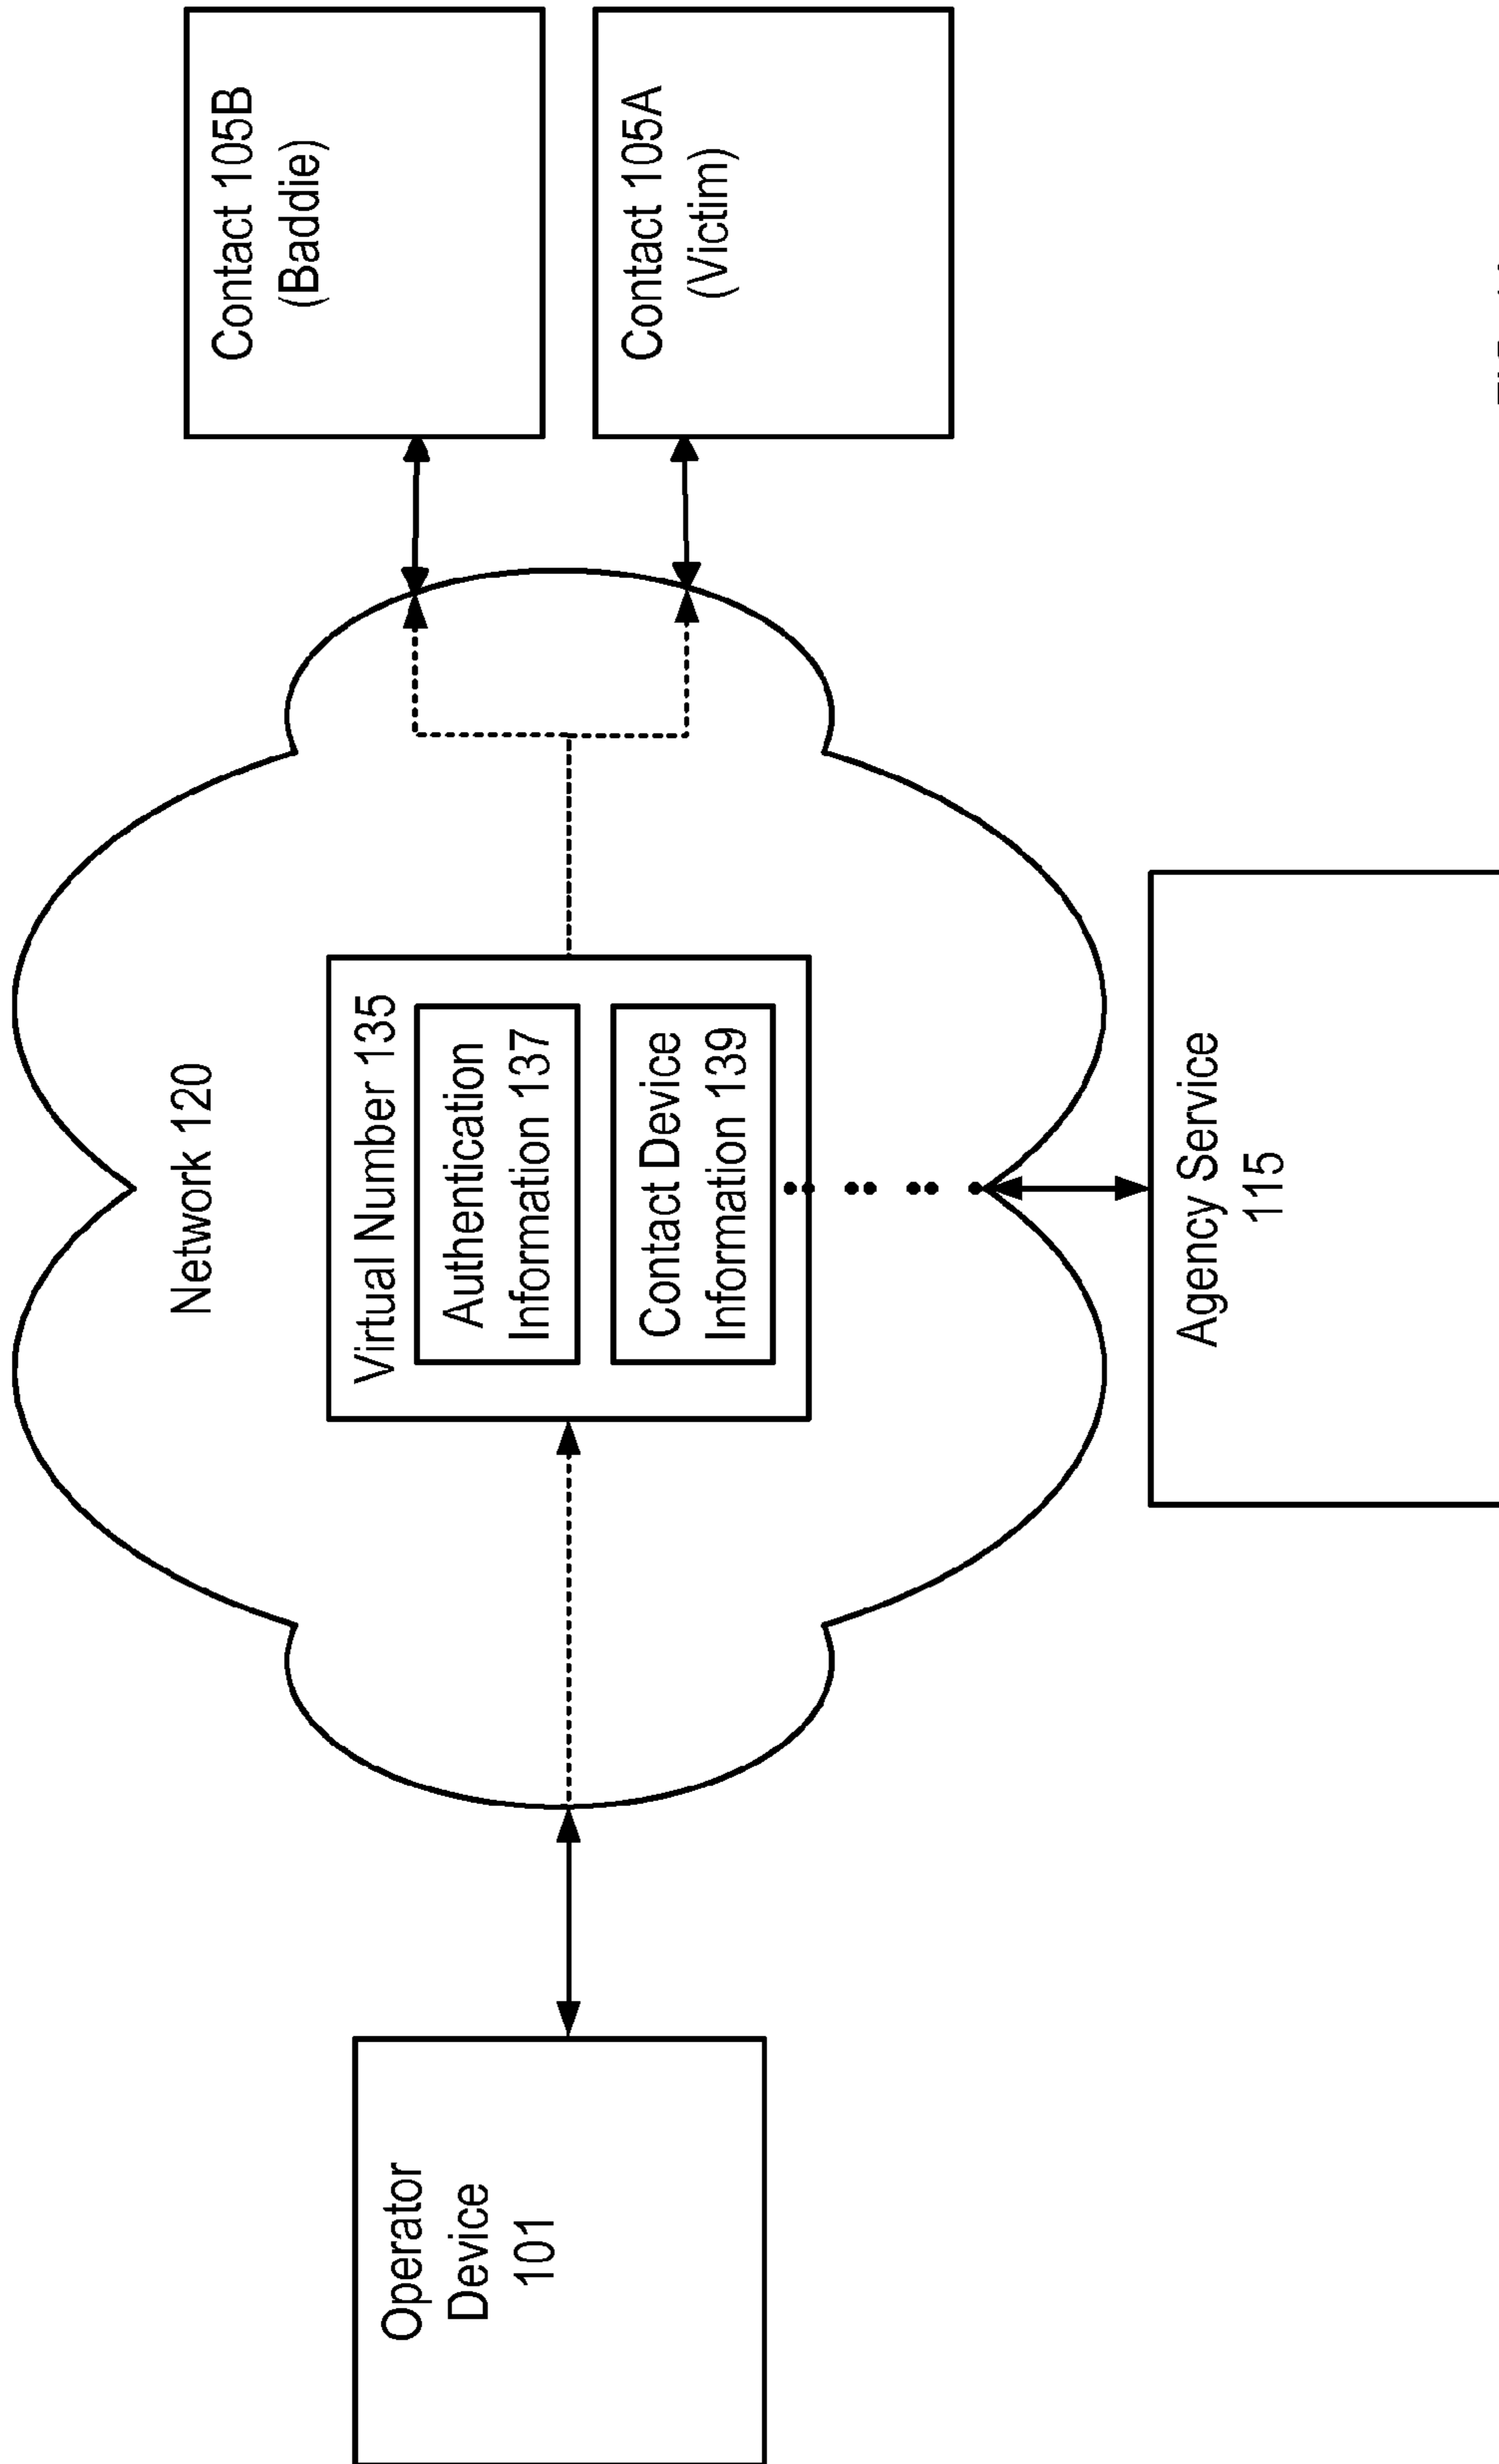 Network 120
Operator
Device
101
Virtual Number 135
Authentication
Information 137
Contact Device
Information 139
Contact 105B
(Baddie)
Contact 105A
(Victim)
Agency Service
115